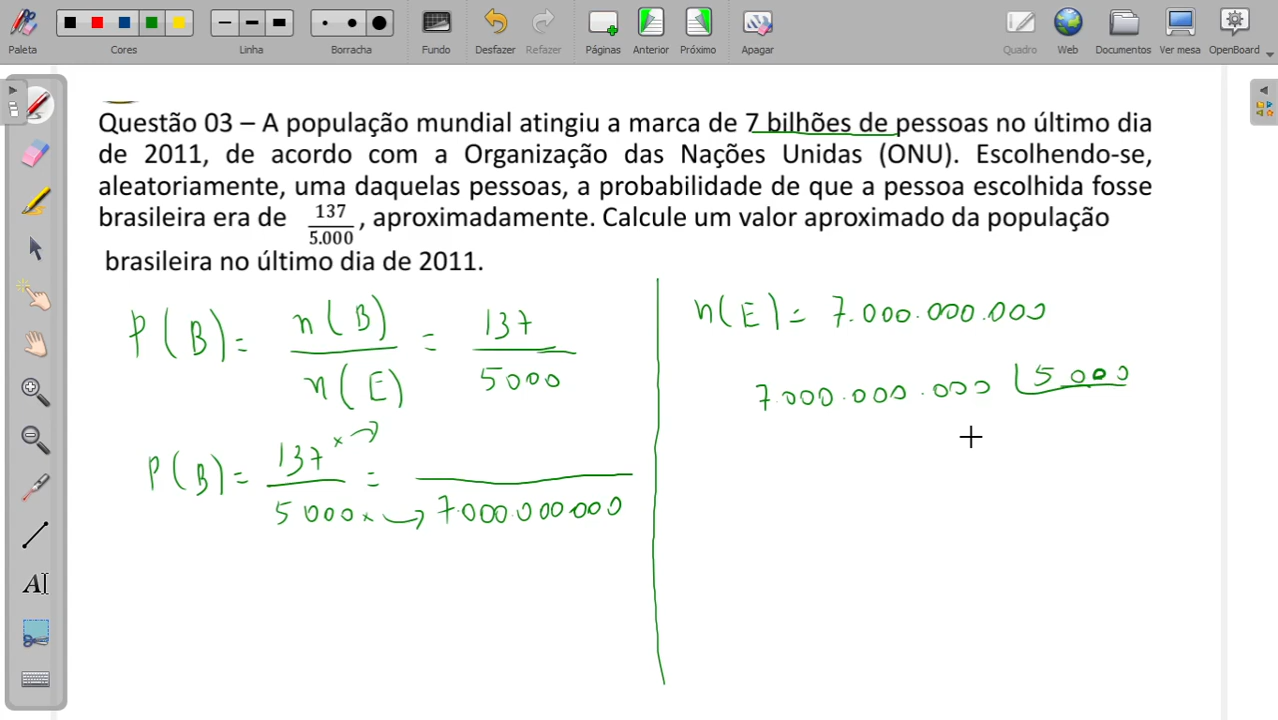 Paleta Cores Linha Borracha Fundo Desfazer Refazer Páginas Anterior Próximo Apagar Quadro Web Documentos Ver mesa OpenBoard
Questão 03 – A população mundial atingiu a marca de 7 bilhões de pessoas no último dia
de 2011, de acordo com a Organização das Nações Unidas (ONU). Escolhendo-se,
aleatoriamente, uma daquelas pessoas, a probabilidade de que a pessoa escolhida fosse
brasileira era de 137/5.000, aproximadamente. Calcule um valor aproximado da população
brasileira no último dia de 2011.
P(B) = n(B)/n(E) = 137/5000
P(B) = 137 x/5000 x = /7.000.000.000
n(E) = 7.000.000.000
7.000.000.000 |5.000
A